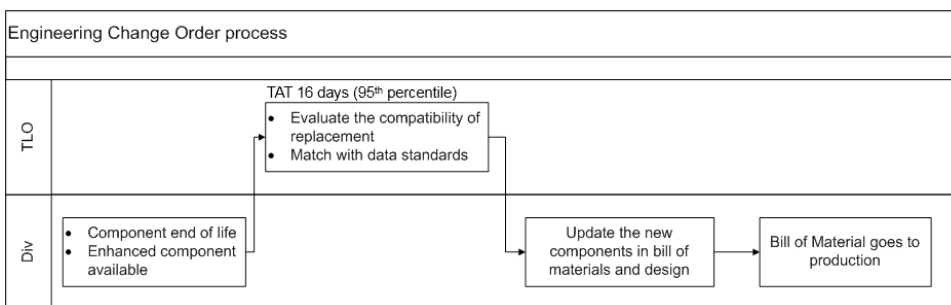 Engineering Change Order process
TLO
TAT 16 days (95th percentile)
• Evaluate the compatibility of
replacement
• Match with data standards
Div
• Component end of life
• Enhanced component
available
Update the new
components in bill of
materials and design
Bill of Material goes to
production